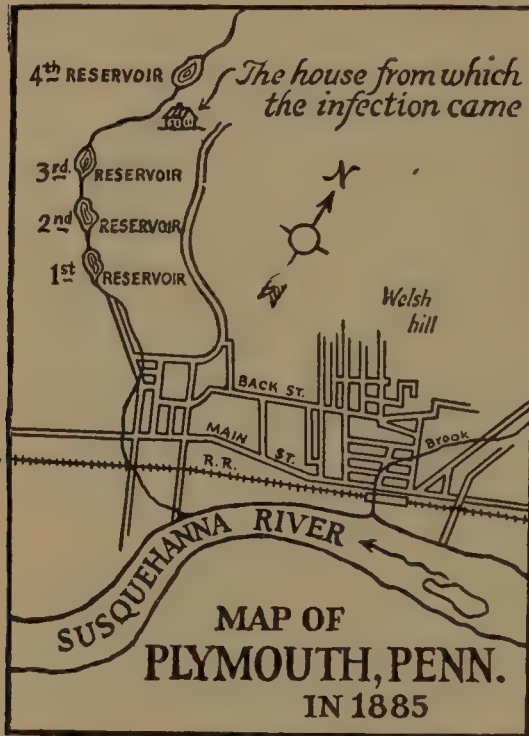 4th RESERVOIR
The house from which
the infection came
3rd. RESERVOIR
2nd RESERVOIR
1st RESERVOIR
N
Welsh
hill
BACK ST.
MAIN ST.
R.R.
Brook
SUSQUEHANNA RIVER
MAP OF
PLYMOUTH, PENN.
IN 1885